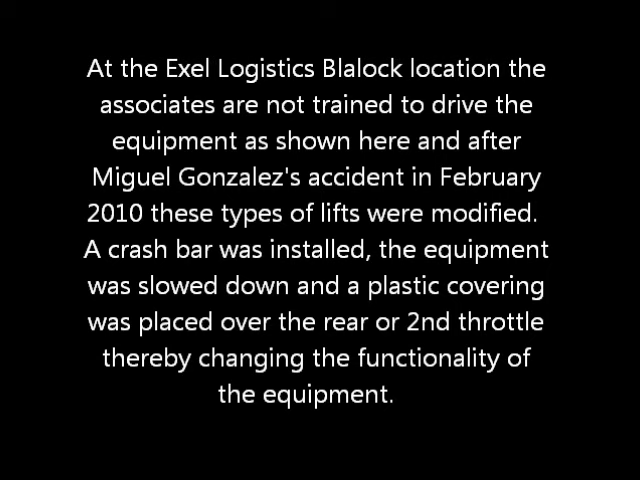 At the Exel Logistics Blalock location the
associates are not trained to drive the
equipment as shown here and after
Miguel Gonzalez's accident in February
2010 these types of lifts were modified.
A crash bar was installed, the equipment
was slowed down and a plastic covering
was placed over the rear or 2nd throttle
thereby changing the functionality of
the equipment.